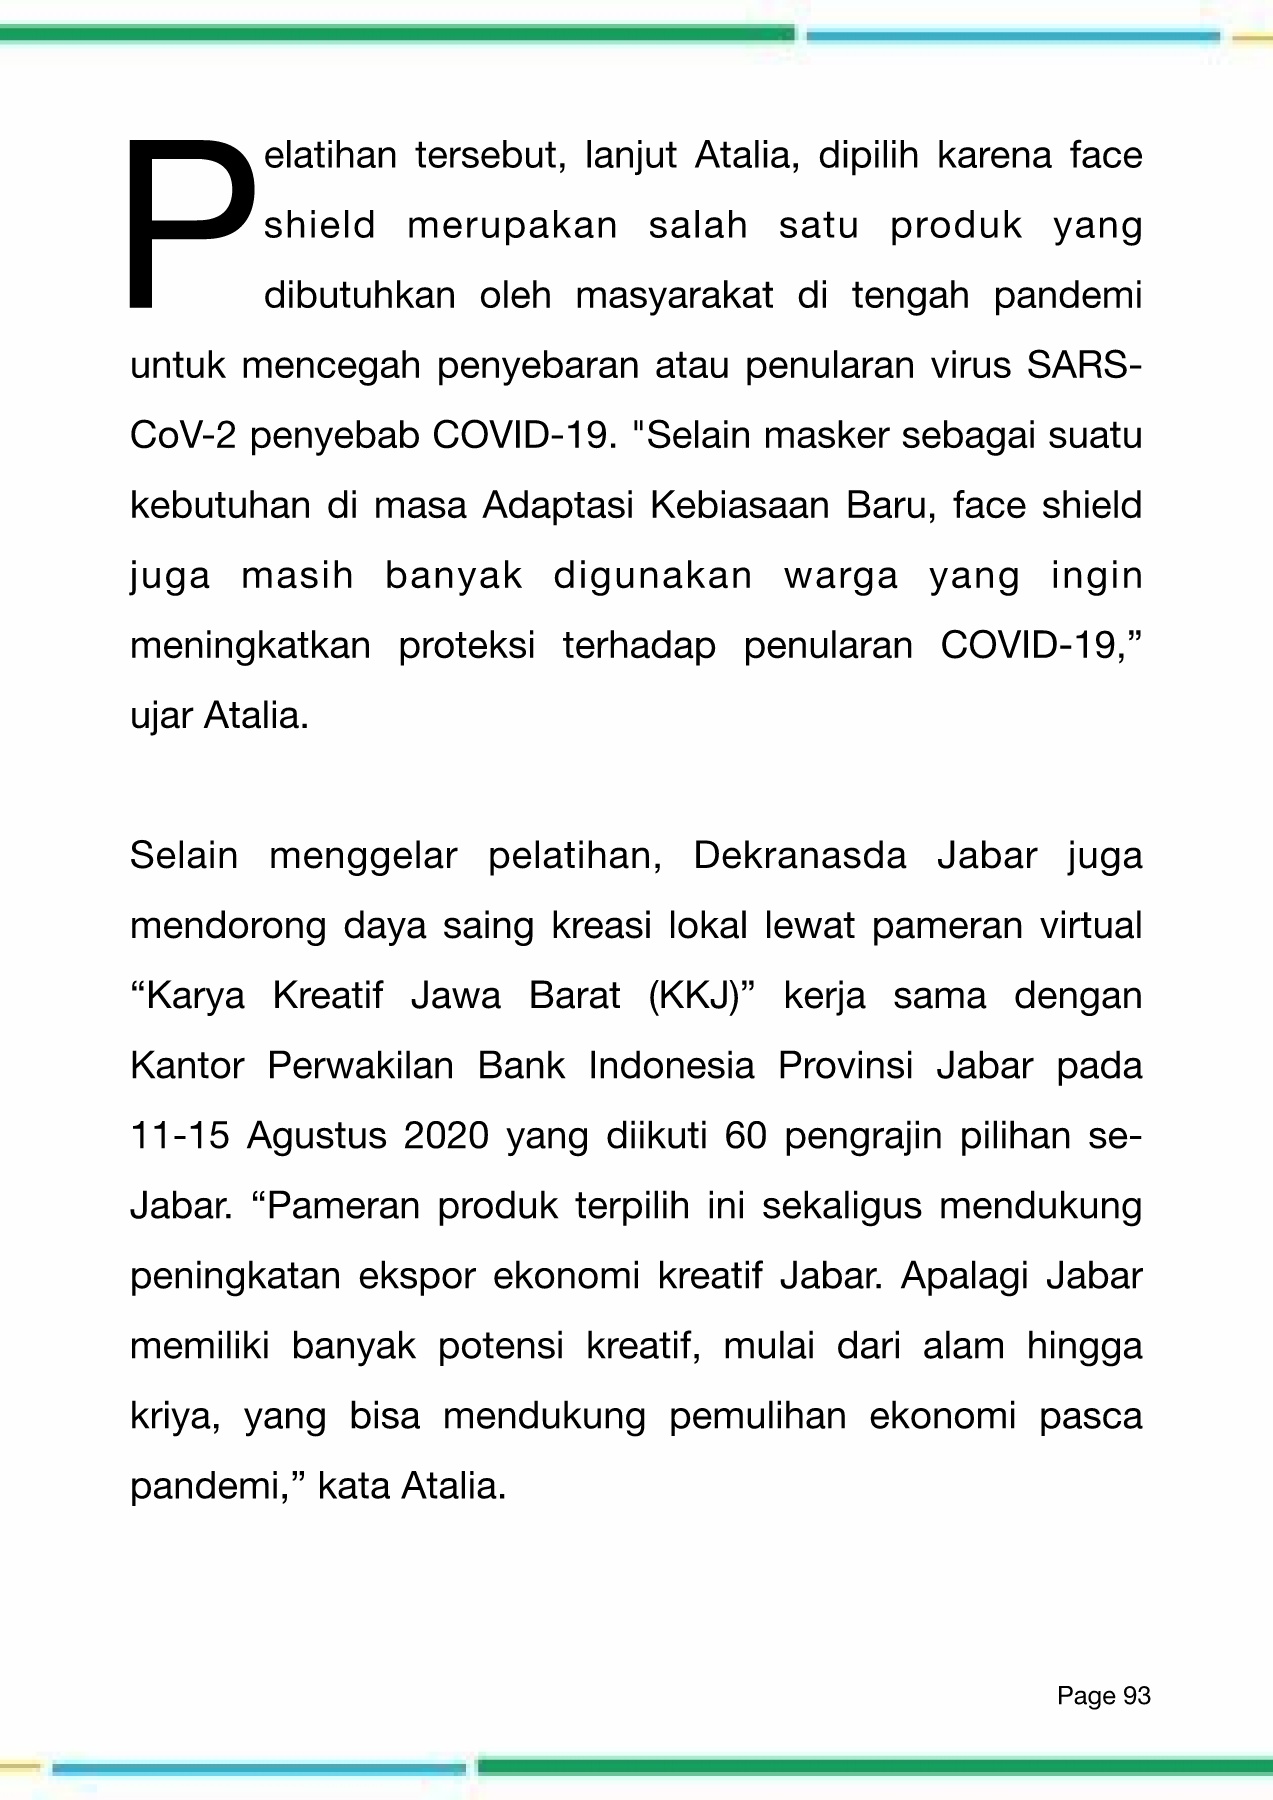 Pelatihan tersebut, lanjut Atalia, dipilih karena face
shield merupakan salah satu produk yang
dibutuhkan oleh masyarakat di tengah pandemi
untuk mencegah penyebaran atau penularan virus SARS-
CoV-2 penyebab COVID-19. "Selain masker sebagai suatu
kebutuhan di masa Adaptasi Kebiasaan Baru, face shield
juga masih banyak digunakan warga yang ingin
meningkatkan proteksi terhadap penularan COVID-19,”
ujar Atalia.
Selain menggelar pelatihan, Dekranasda Jabar juga
mendorong daya saing kreasi lokal lewat pameran virtual
“Karya Kreatif Jawa Barat (KKJ)” kerja sama dengan
Kantor Perwakilan Bank Indonesia Provinsi Jabar pada
11-15 Agustus 2020 yang diikuti 60 pengrajin pilihan se-
Jabar. “Pameran produk terpilih ini sekaligus mendukung
peningkatan ekspor ekonomi kreatif Jabar. Apalagi Jabar
memiliki banyak potensi kreatif, mulai dari alam hingga
kriya, yang bisa mendukung pemulihan ekonomi pasca
pandemi,” kata Atalia.
Page 93